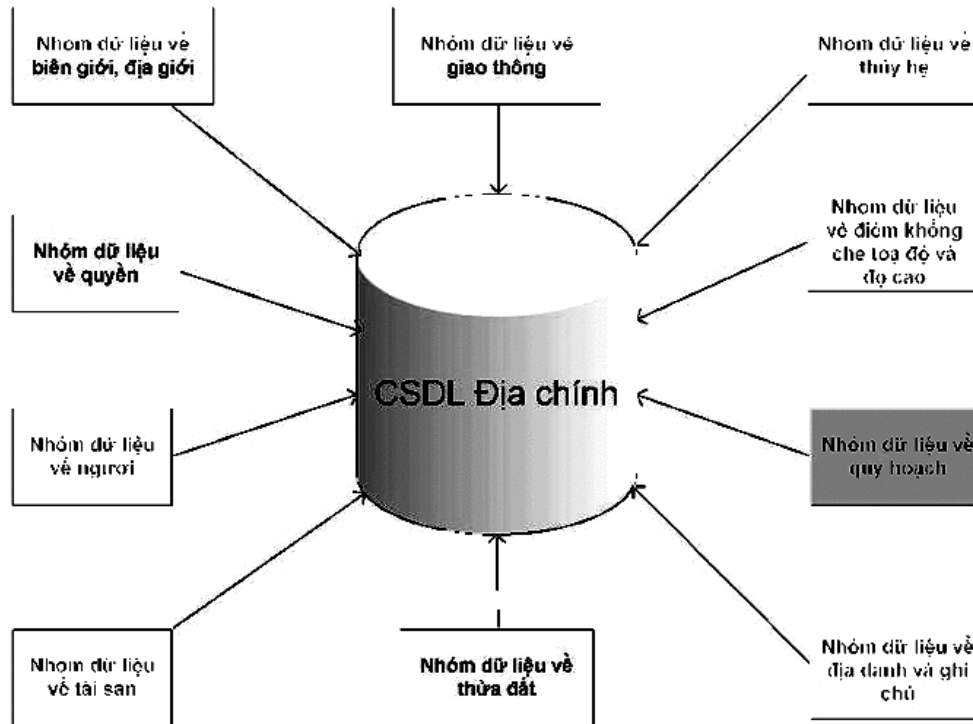 Nhóm dữ liệu về
biên giới, địa giới
Nhóm dữ liệu về
giao thông
Nhóm dữ liệu về
thủy hệ
Nhóm dữ liệu
về quyền
Nhóm dữ liệu
về điểm khống
chế toạ độ và
độ cao
CSDL Địa chính
Nhóm dữ liệu
về người
Nhóm dữ liệu về
quy hoạch
Nhóm dữ liệu
về tài sản
Nhóm dữ liệu về
thửa đất
Nhóm dữ liệu về
địa danh và ghi
chú